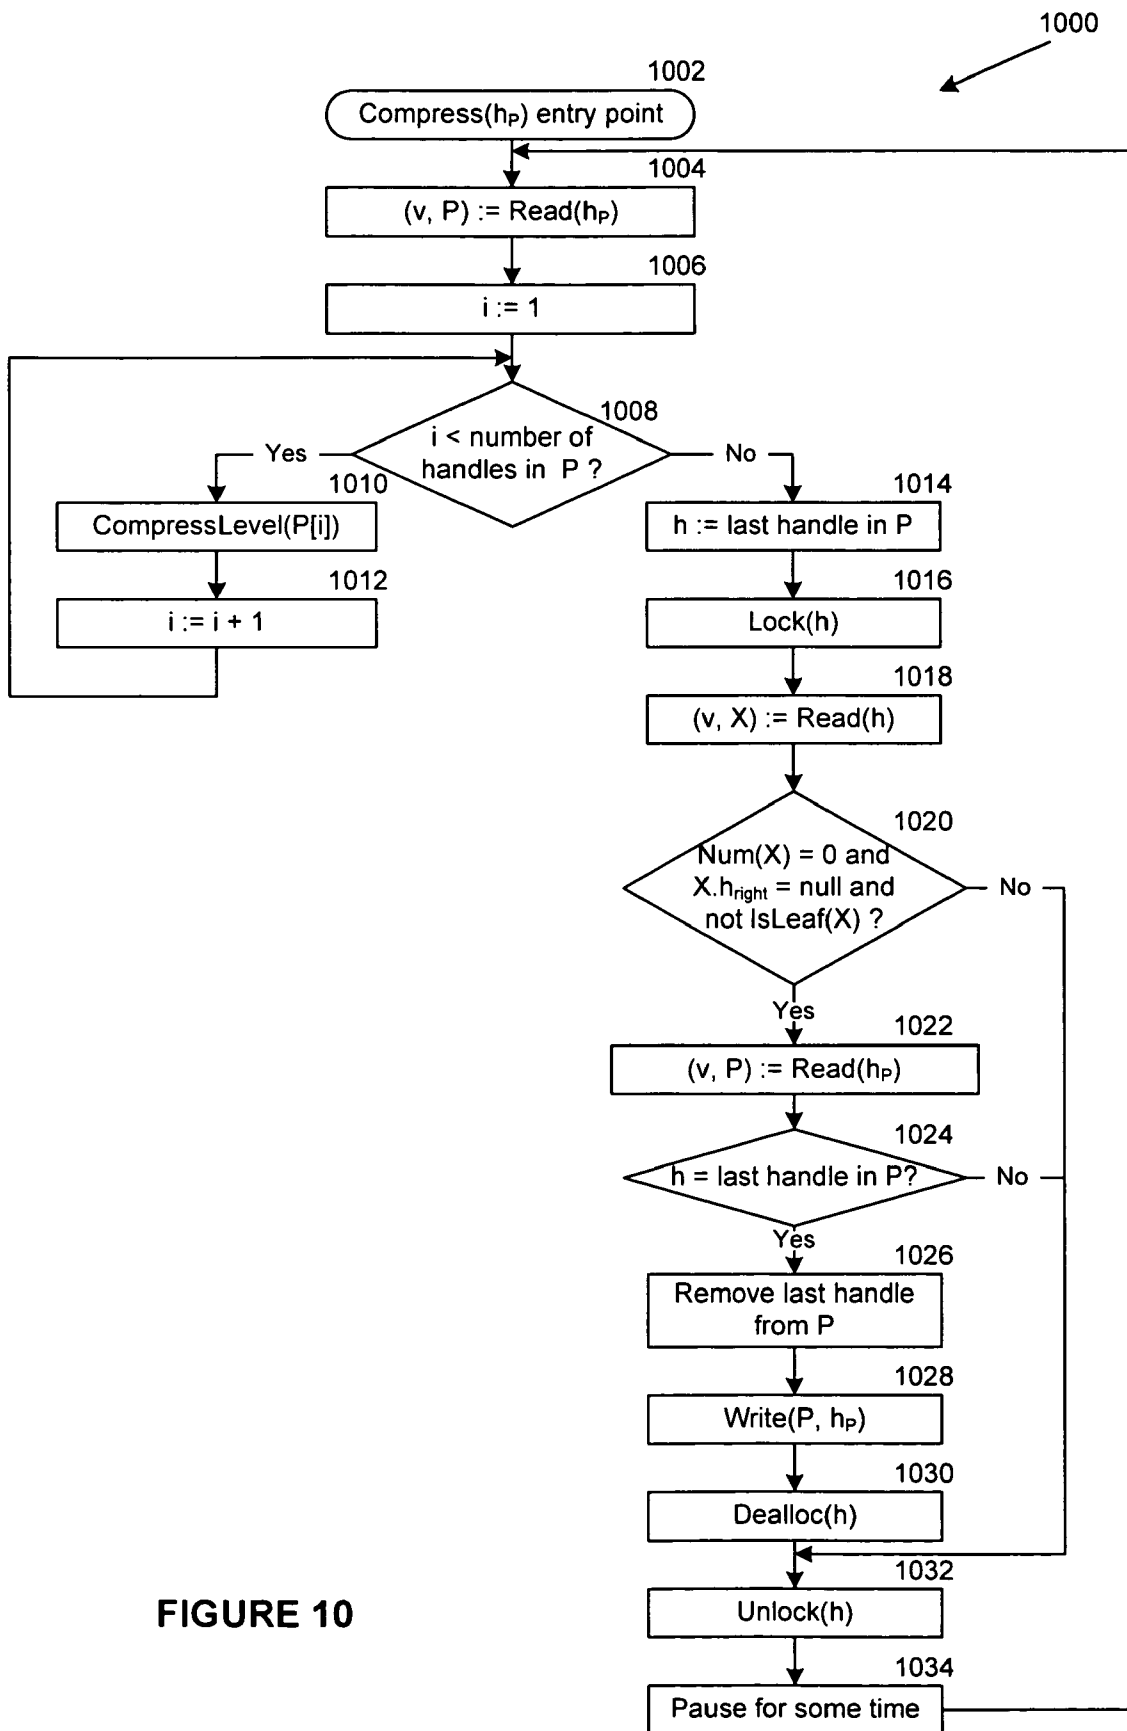 1000
1002
Compress(hP) entry point
1004
(v, P) := Read(hP)
1006
i := 1
1008
i < number of
handles in P ?
Yes
No
1010
CompressLevel(P[i])
1012
i := i + 1
1014
h := last handle in P
1016
Lock(h)
1018
(v, X) := Read(h)
1020
Num(X) = 0 and
X.hright = null and
not IsLeaf(X) ?
No
Yes
1022
(v, P) := Read(hP)
1024
h = last handle in P?
No
Yes
1026
Remove last handle
from P
1028
Write(P, hP)
1030
Dealloc(h)
1032
Unlock(h)
1034
Pause for some time
FIGURE 10